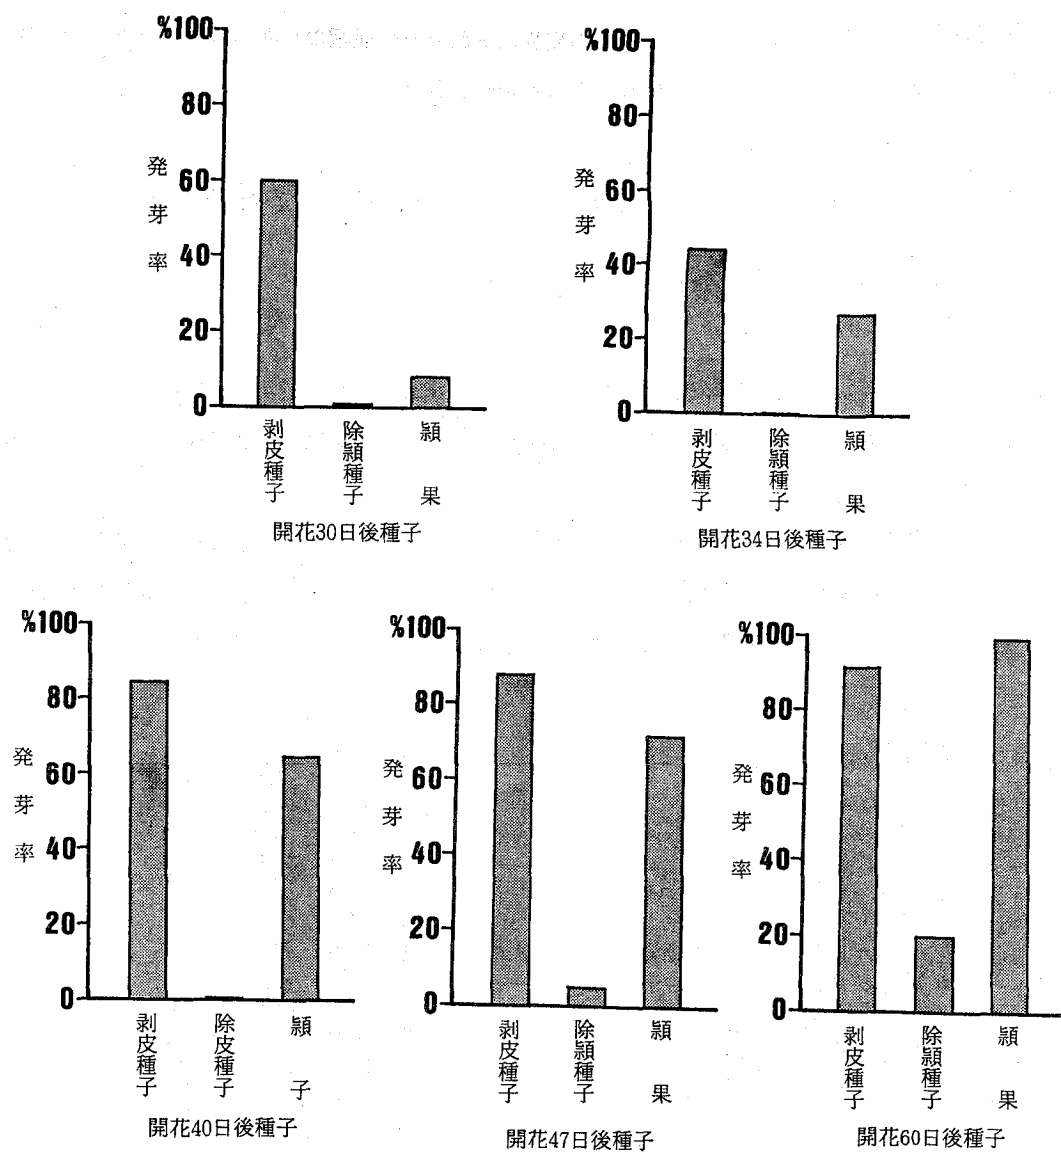 %100
80
60
40
20
0
発芽率
剥皮種子
除穎種子
穎果
開花30日後種子
%100
80
60
40
20
0
発芽率
剥皮種子
除穎種子
穎果
開花34日後種子
%100
80
60
40
20
0
発芽率
剥皮種子
除皮種子
穎子
開花40日後種子
%100
80
60
40
20
0
発芽率
剥皮種子
除穎種子
穎果
開花47日後種子
%100
80
60
40
20
0
発芽率
剥皮種子
除穎種子
穎果
開花60日後種子